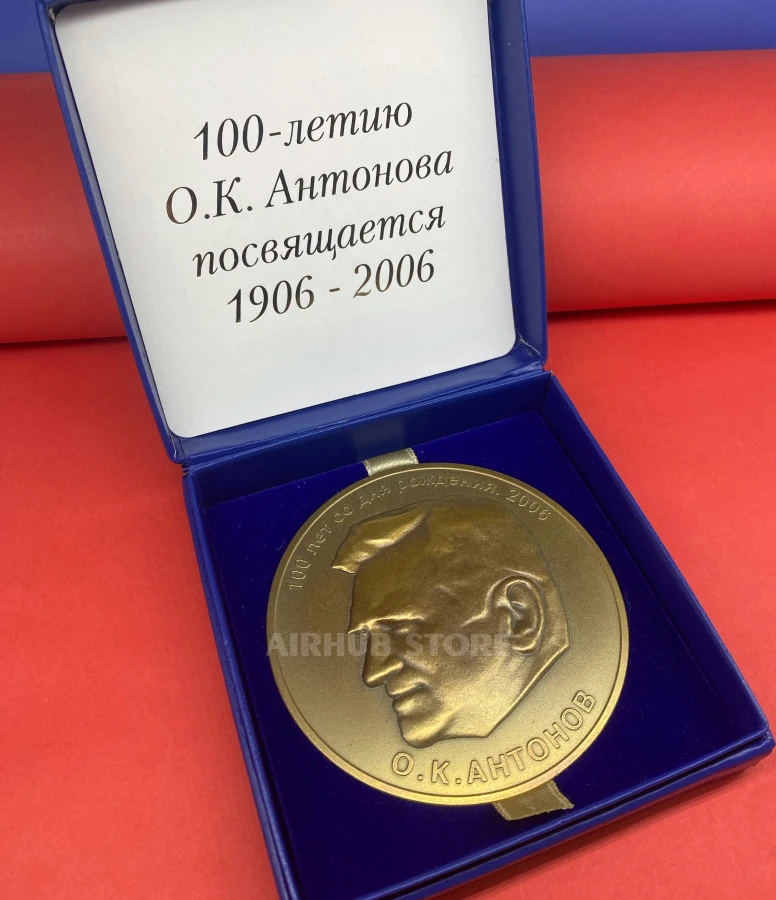 100-летию
О.К. Антонова
посвящается
1906 - 2006
100 лет со дня рождения. 2006
AIRHUB STORE
О.К.АНТОНОВ